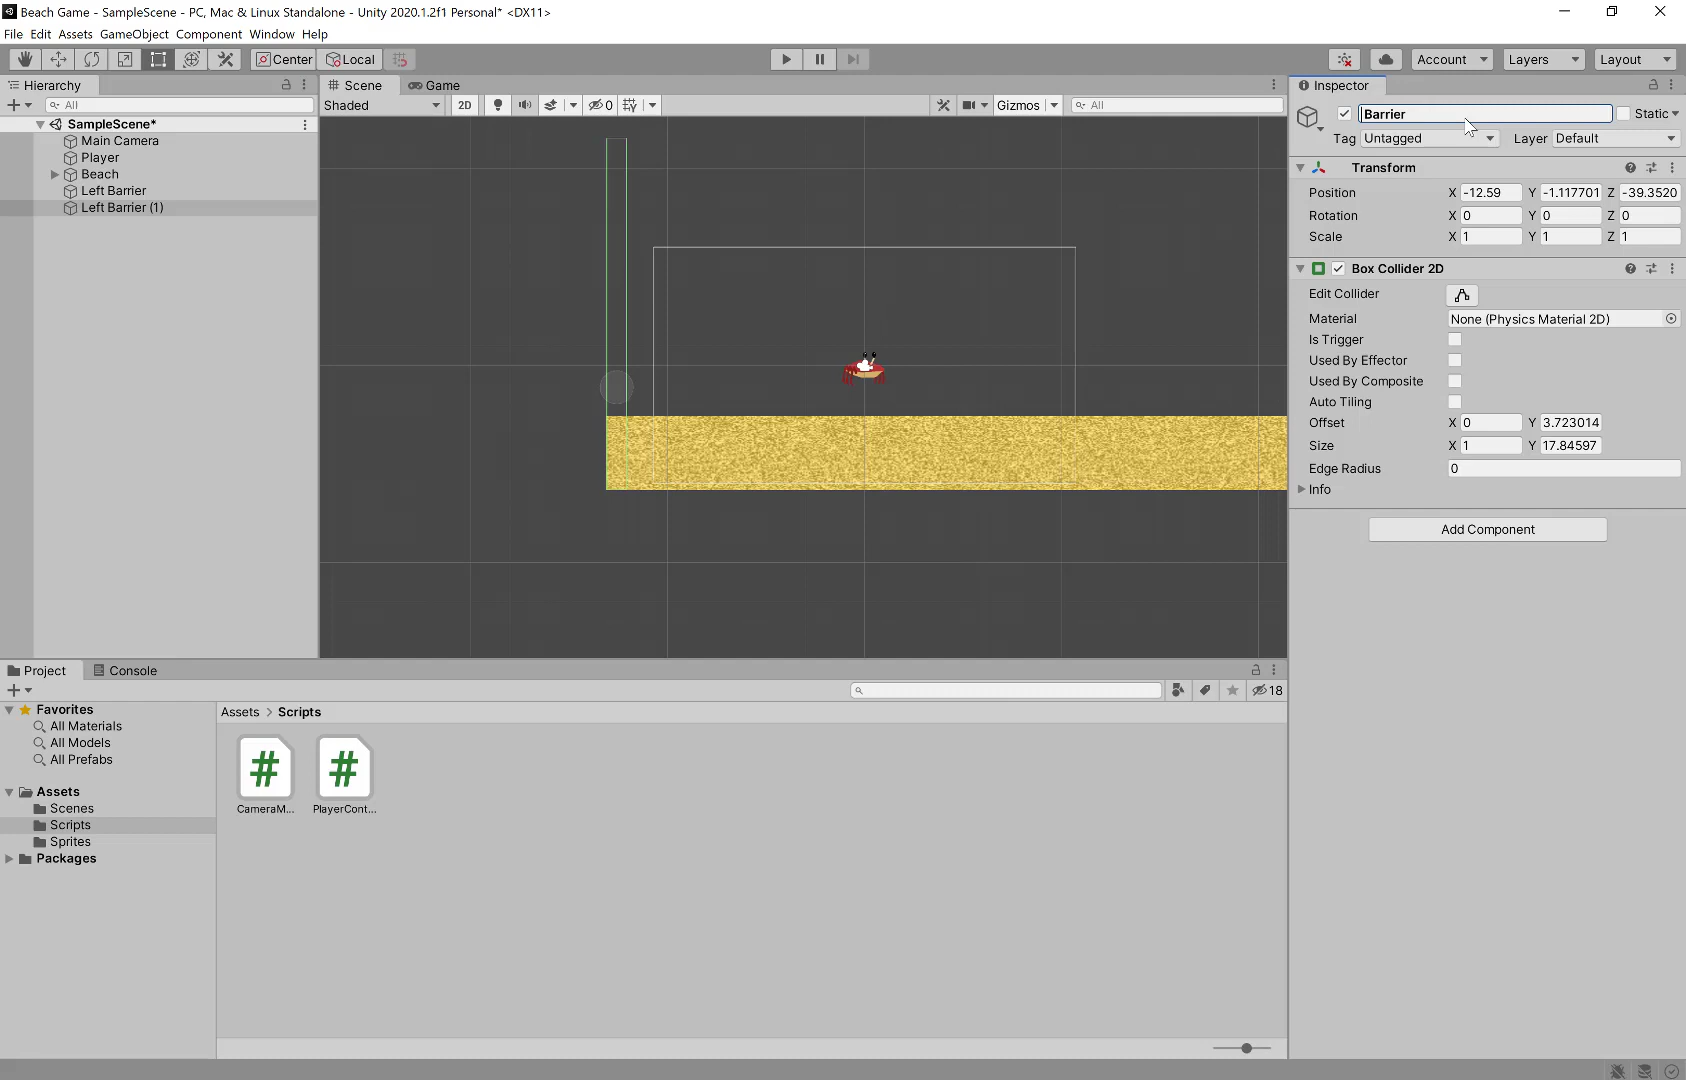 Beach Game - SampleScene - PC, Mac & Linux Standalone - Unity 2020.1.2f1 Personal* <DX11>
File Edit Assets GameObject Component Window Help
Center Local Account Layers Layout
Hierarchy
All
SampleScene*
Main Camera
Player
Beach
Left Barrier
Left Barrier (1)
Scene Game
Shaded 2D 0 Gizmos All
Inspector
Barrier Static
Tag Untagged Layer Default
Transform
Position X -12.59 Y -1.117701 Z -39.3520
Rotation X 0 Y 0 Z 0
Scale X 1 Y 1 Z 1
Box Collider 2D
Edit Collider
Material None (Physics Material 2D)
Is Trigger
Used By Effector
Used By Composite
Auto Tiling
Offset X 0 Y 3.723014
Size X 1 Y 17.84597
Edge Radius 0
Info
Add Component
Project Console
18
Favorites
All Materials
All Models
All Prefabs
Assets
Scenes
Scripts
Sprites
Packages
Assets > Scripts
# #
CameraM... PlayerCont...